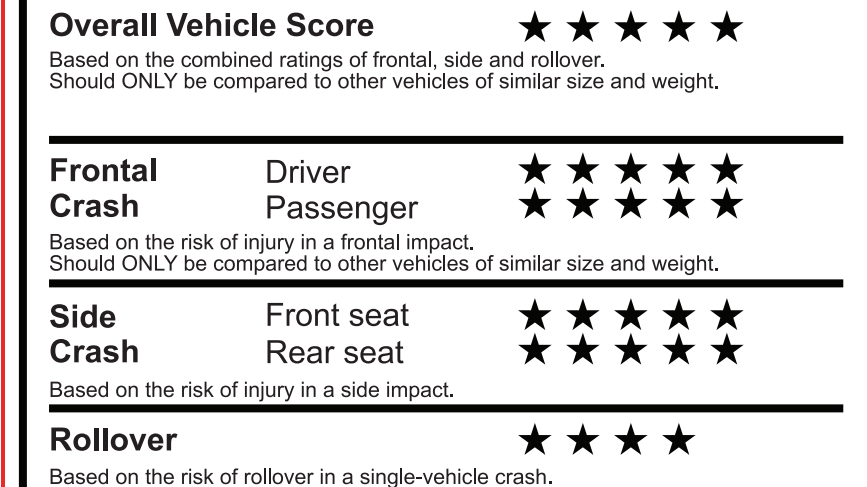 Overall Vehicle Score ★ ★ ★ ★ ★
Based on the combined ratings of frontal, side and rollover.
Should ONLY be compared to other vehicles of similar size and weight.
Frontal Driver ★ ★ ★ ★ ★
Crash Passenger ★ ★ ★ ★ ★
Based on the risk of injury in a frontal impact.
Should ONLY be compared to other vehicles of similar size and weight.
Side Front seat ★ ★ ★ ★ ★
Crash Rear seat ★ ★ ★ ★ ★
Based on the risk of injury in a side impact.
Rollover ★ ★ ★ ★
Based on the risk of rollover in a single-vehicle crash.